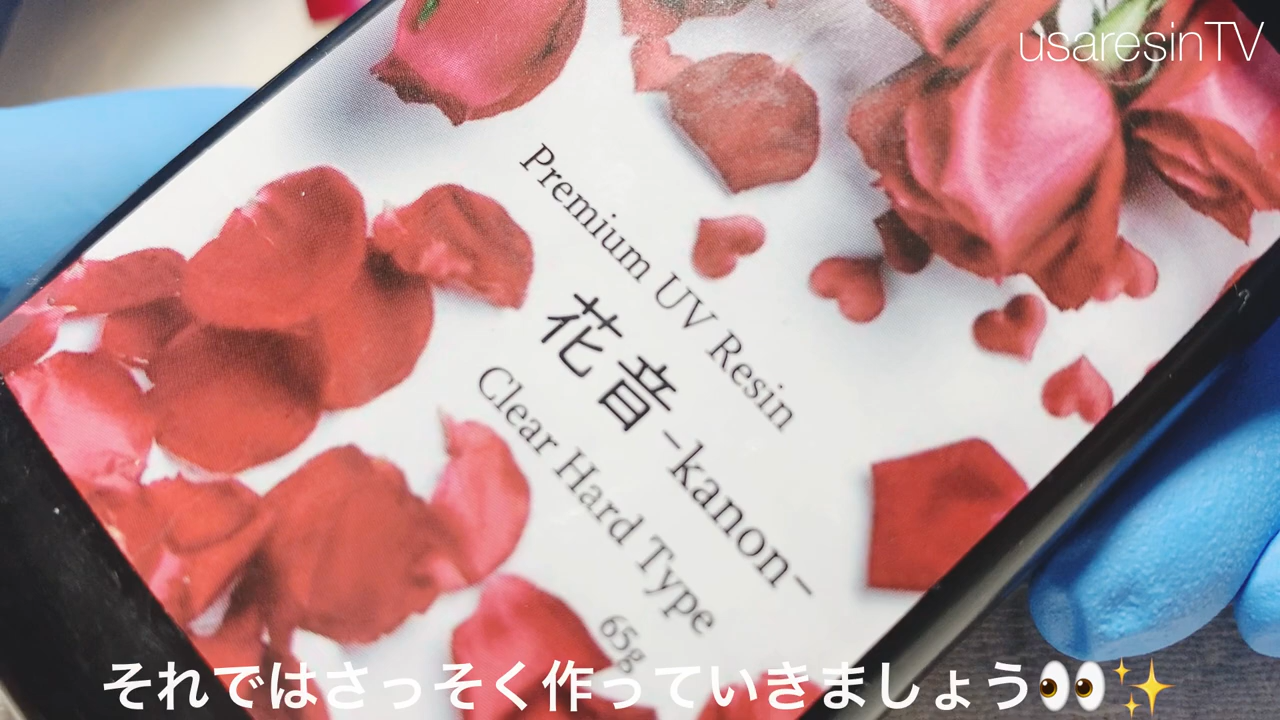 usaresinTV
Premium UV Resin
花音-kanon-
Clear Hard Type
65g
それではさっそく作っていきましょう👀✨